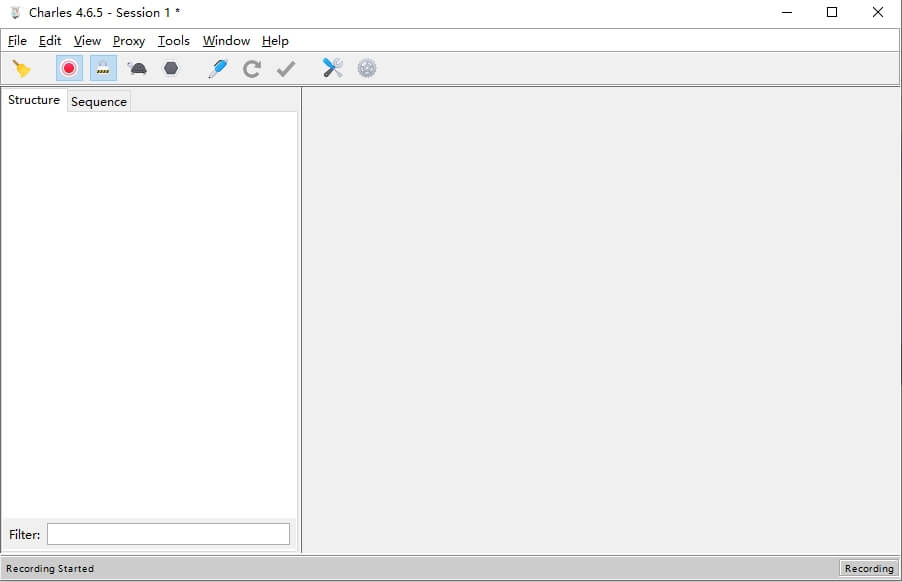 Charles 4.6.5 - Session 1 *
File Edit View Proxy Tools Window Help
Structure Sequence
Filter:
Recording Started Recording